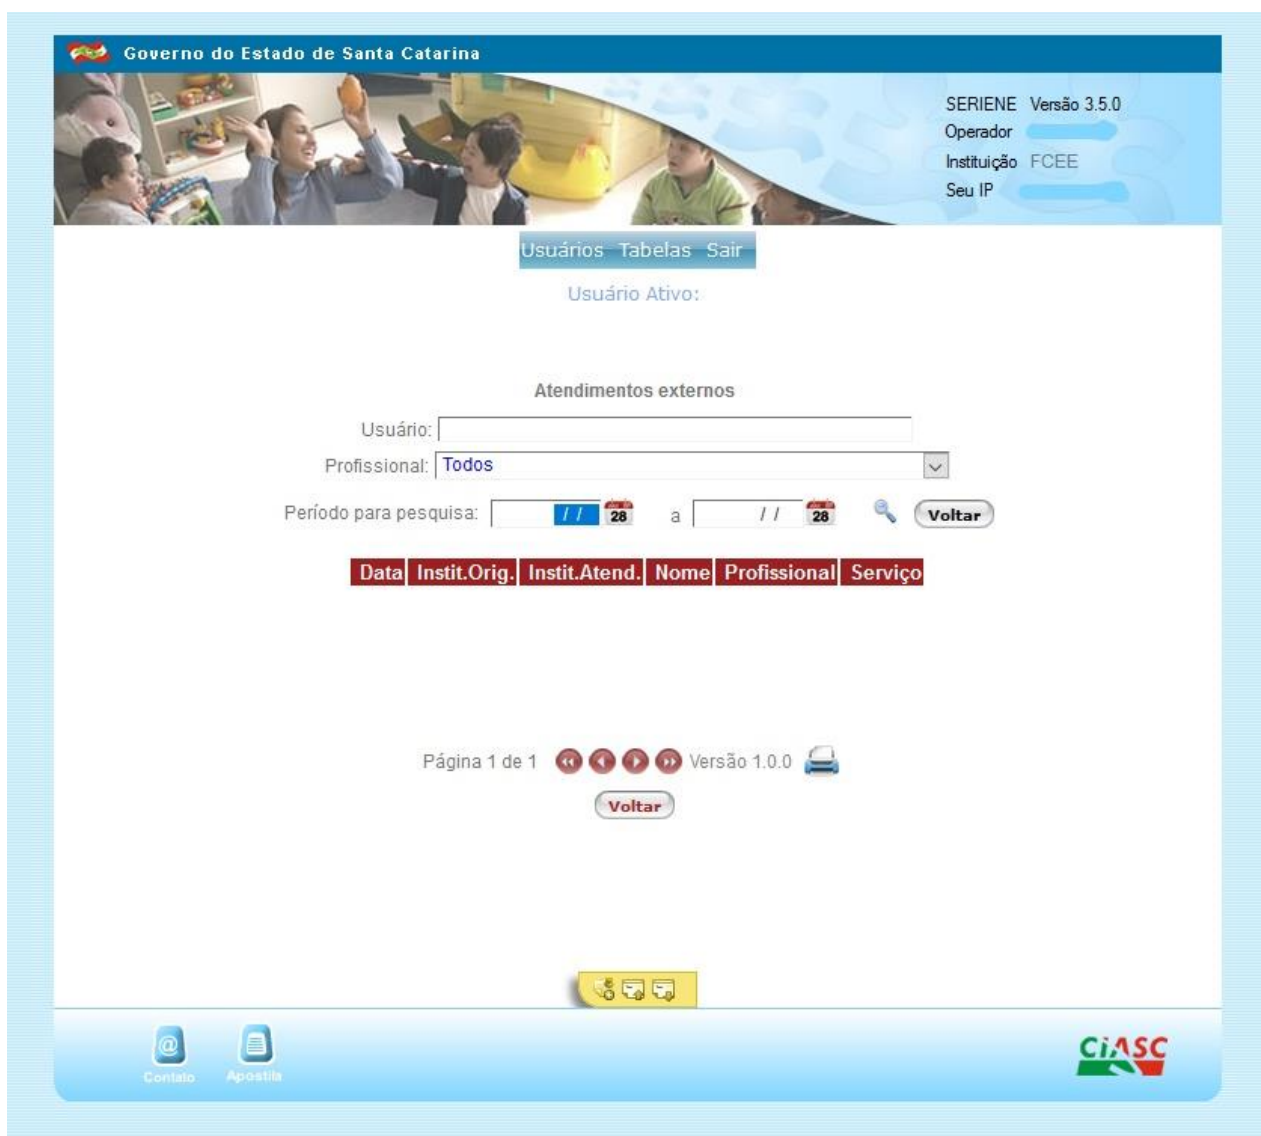 Governo do Estado de Santa Catarina
SERIENE Versão 3.5.0
Operador
Instituição FCEE
Seu IP
Usuários Tabelas Sair
Usuário Ativo:
Atendimentos externos
Usuário:
Profissional: Todos
Período para pesquisa: / / 28 a / / 28 Voltar
Data Instit.Orig. Instit.Atend. Nome Profissional Serviço
Página 1 de 1 Versão 1.0.0
Voltar
@
Contato Apostila
CiASC